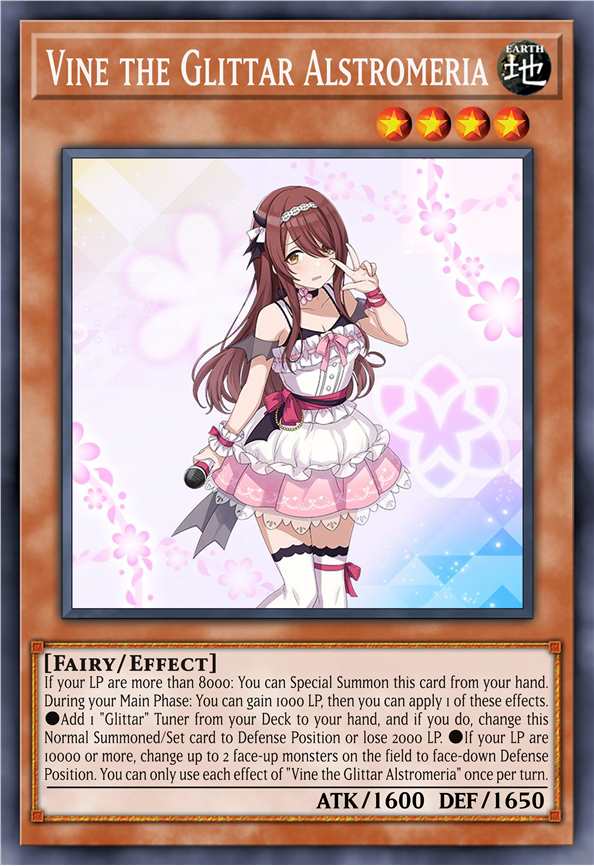 VINE THE GLITTAR ALSTROMERIA
EARTH
地
[FAIRY/EFFECT]
If your LP are more than 8000: You can Special Summon this card from your hand.
During your Main Phase: You can gain 1000 LP, then you can apply 1 of these effects.
●Add 1 "Glittar" Tuner from your Deck to your hand, and if you do, change this
Normal Summoned/Set card to Defense Position or lose 2000 LP. ●If your LP are
10000 or more, change up to 2 face-up monsters on the field to face-down Defense
Position. You can only use each effect of "Vine the Glittar Alstromeria" once per turn.
ATK/1600 DEF/1650